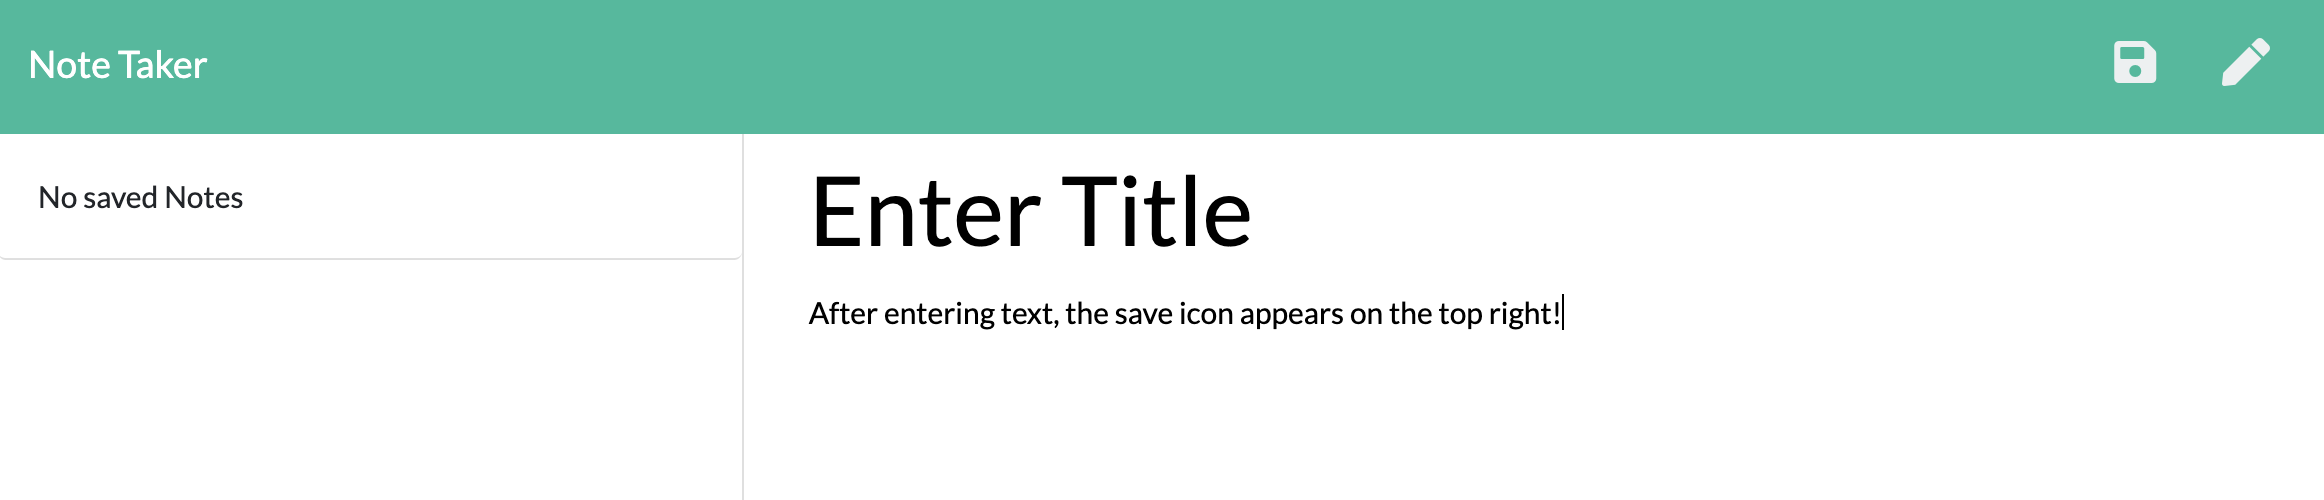 Note Taker
No saved Notes
Enter Title
After entering text, the save icon appears on the top right!